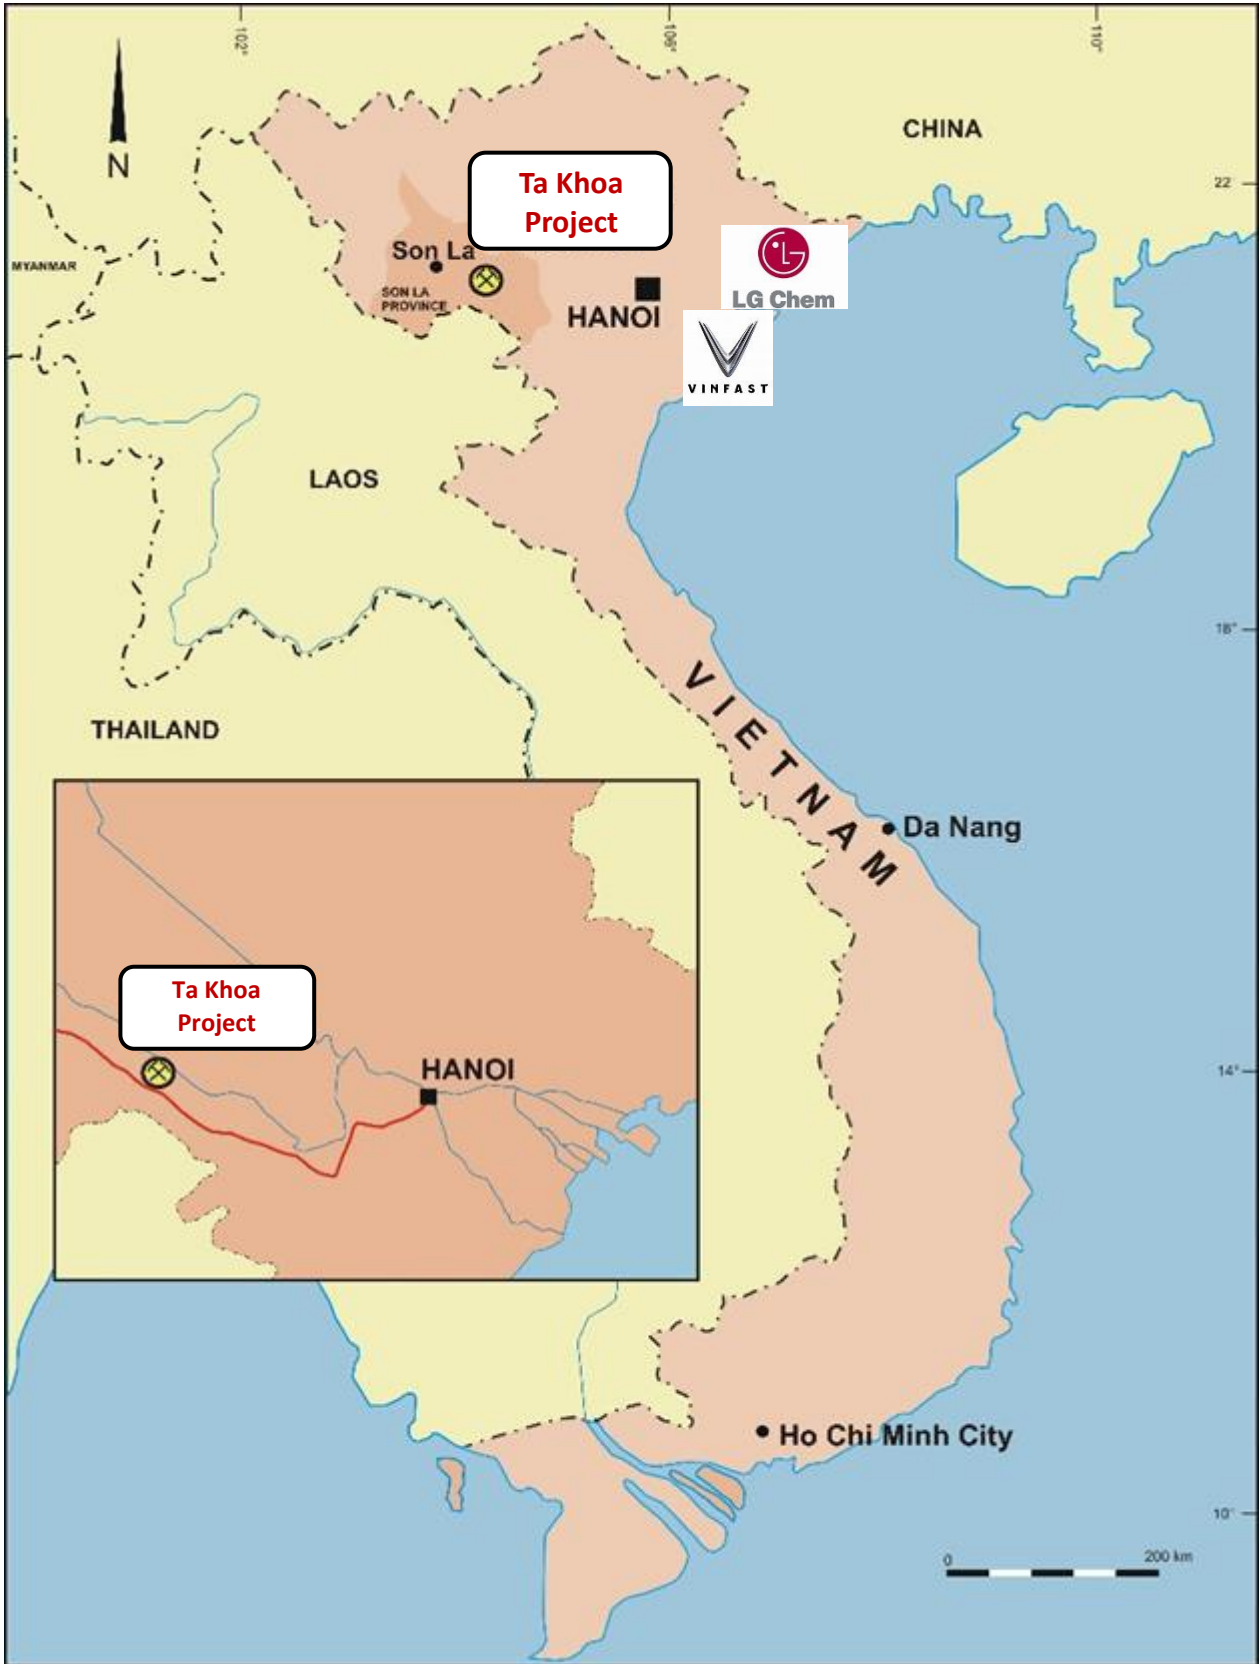 102°
106°
110°
N
CHINA
22
Ta Khoa
Project
Son La
MYANMAR
SON LA
PROVINCE
HANOI
LG
LG Chem
VINFAST
LAOS
18°
THAILAND
VIETNAM
Da Nang
Ta Khoa
Project
HANOI
14°
Ho Chi Minh City
10°
0
200 km